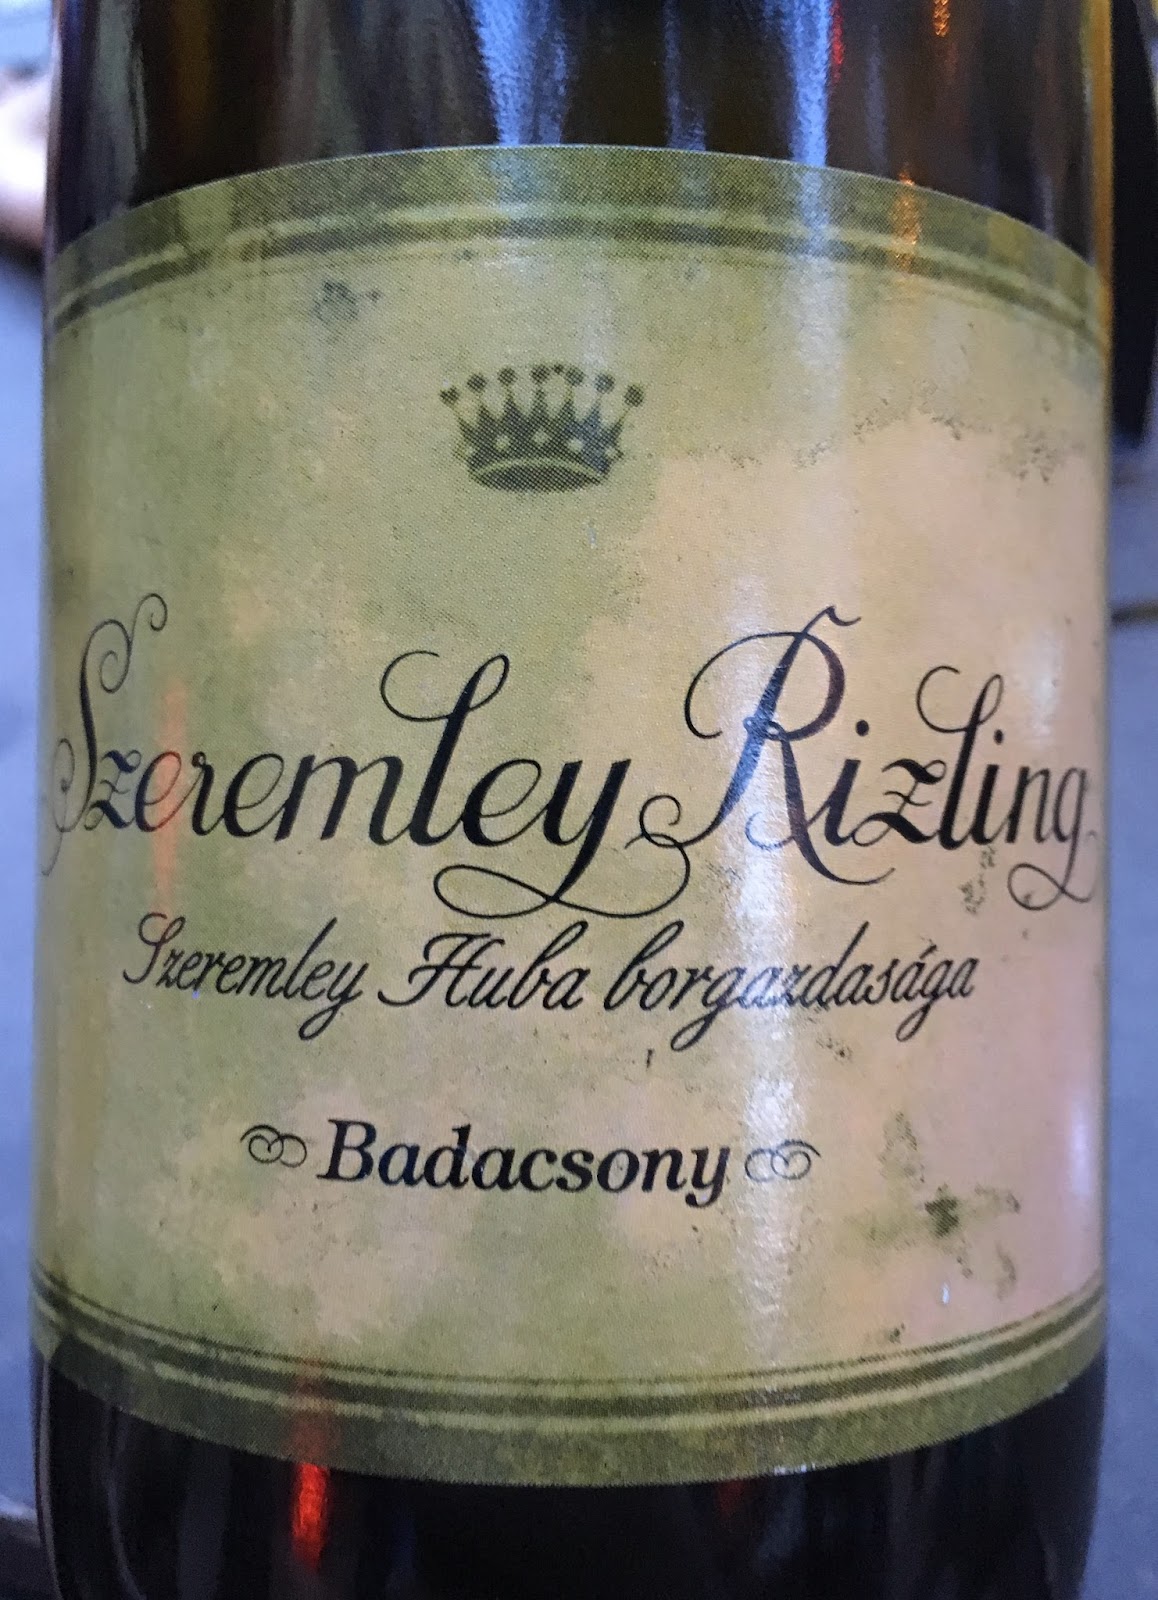 Szeremley Rizling
Szeremley Huba borgazdasága
Badacsony